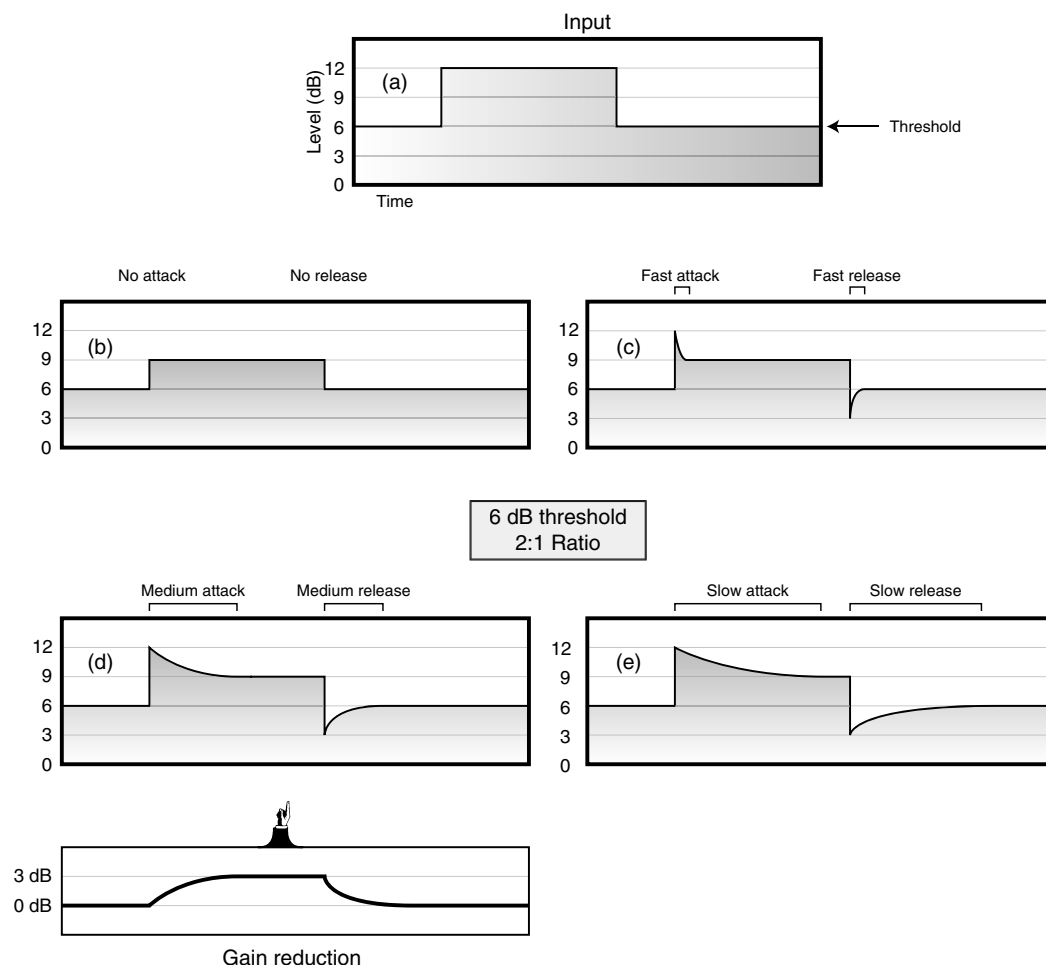 Input
12
9
6
3
0
Level (dB)
(a)
Threshold
Time
No attack
No release
12
9
6
3
0
(b)
Fast attack
Fast release
12
9
6
3
0
(c)
6 dB threshold
2:1 Ratio
Medium attack
Medium release
12
9
6
3
0
(d)
Slow attack
Slow release
12
9
6
3
0
(e)
3 dB
0 dB
Gain reduction